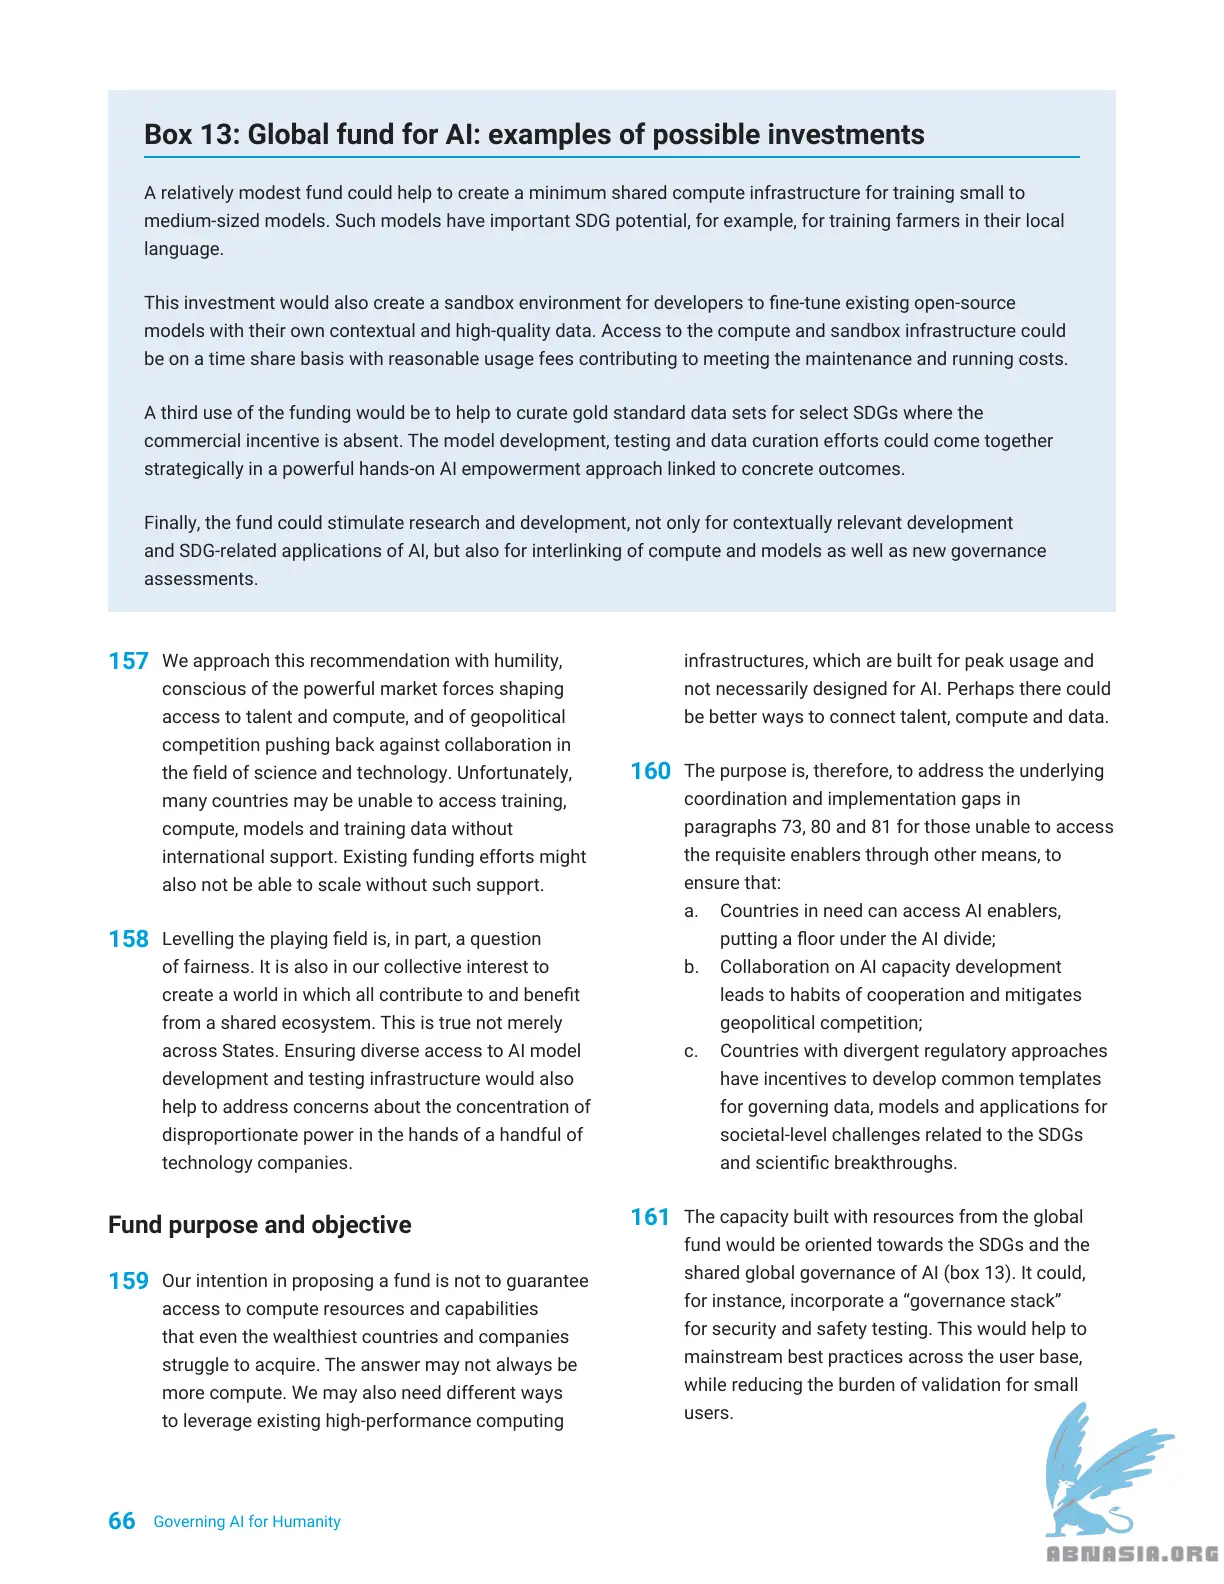 Box 13: Global fund for AI: examples of possible investments
A relatively modest fund could help to create a minimum shared compute infrastructure for training small to
medium-sized models. Such models have important SDG potential, for example, for training farmers in their local
language.
This investment would also create a sandbox environment for developers to fine-tune existing open-source
models with their own contextual and high-quality data. Access to the compute and sandbox infrastructure could
be on a time share basis with reasonable usage fees contributing to meeting the maintenance and running costs.
A third use of the funding would be to help to curate gold standard data sets for select SDGs where the
commercial incentive is absent. The model development, testing and data curation efforts could come together
strategically in a powerful hands-on AI empowerment approach linked to concrete outcomes.
Finally, the fund could stimulate research and development, not only for contextually relevant development
and SDG-related applications of AI, but also for interlinking of compute and models as well as new governance
assessments.
157 We approach this recommendation with humility,
conscious of the powerful market forces shaping
access to talent and compute, and of geopolitical
competition pushing back against collaboration in
the field of science and technology. Unfortunately,
many countries may be unable to access training,
compute, models and training data without
international support. Existing funding efforts might
also not be able to scale without such support.
158 Levelling the playing field is, in part, a question
of fairness. It is also in our collective interest to
create a world in which all contribute to and benefit
from a shared ecosystem. This is true not merely
across States. Ensuring diverse access to AI model
development and testing infrastructure would also
help to address concerns about the concentration of
disproportionate power in the hands of a handful of
technology companies.
Fund purpose and objective
159 Our intention in proposing a fund is not to guarantee
access to compute resources and capabilities
that even the wealthiest countries and companies
struggle to acquire. The answer may not always be
more compute. We may also need different ways
to leverage existing high-performance computing
infrastructures, which are built for peak usage and
not necessarily designed for AI. Perhaps there could
be better ways to connect talent, compute and data.
160 The purpose is, therefore, to address the underlying
coordination and implementation gaps in
paragraphs 73, 80 and 81 for those unable to access
the requisite enablers through other means, to
ensure that:
a. Countries in need can access AI enablers,
putting a floor under the AI divide;
b. Collaboration on AI capacity development
leads to habits of cooperation and mitigates
geopolitical competition;
c. Countries with divergent regulatory approaches
have incentives to develop common templates
for governing data, models and applications for
societal-level challenges related to the SDGs
and scientific breakthroughs.
161 The capacity built with resources from the global
fund would be oriented towards the SDGs and the
shared global governance of AI (box 13). It could,
for instance, incorporate a “governance stack”
for security and safety testing. This would help to
mainstream best practices across the user base,
while reducing the burden of validation for small
users.
66 Governing AI for Humanity
ABNASIA.ORG